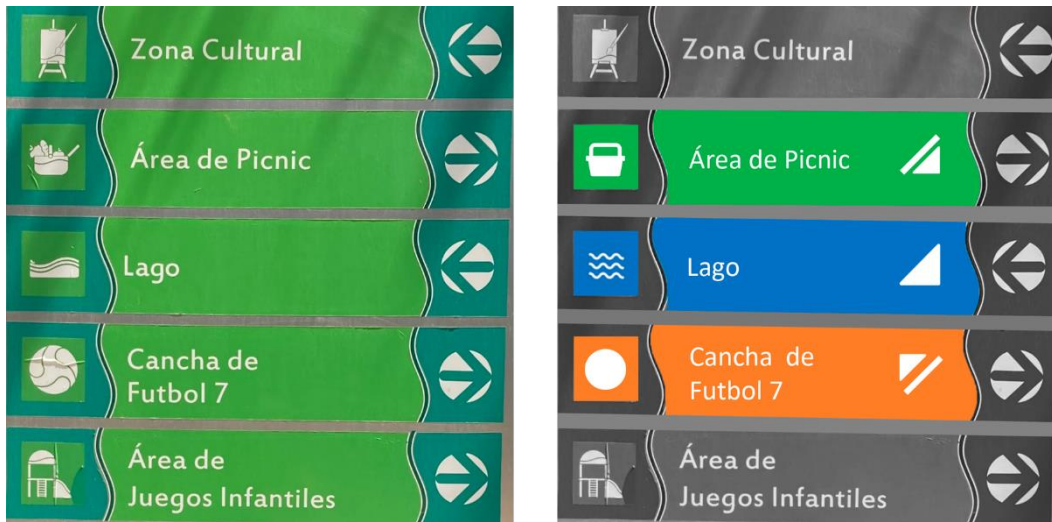 Zona Cultural
Área de Picnic
Lago
Cancha de
Futbol 7
Área de
Juegos Infantiles
Zona Cultural
Área de Picnic
Lago
Cancha de
Futbol 7
Área de
Juegos Infantiles